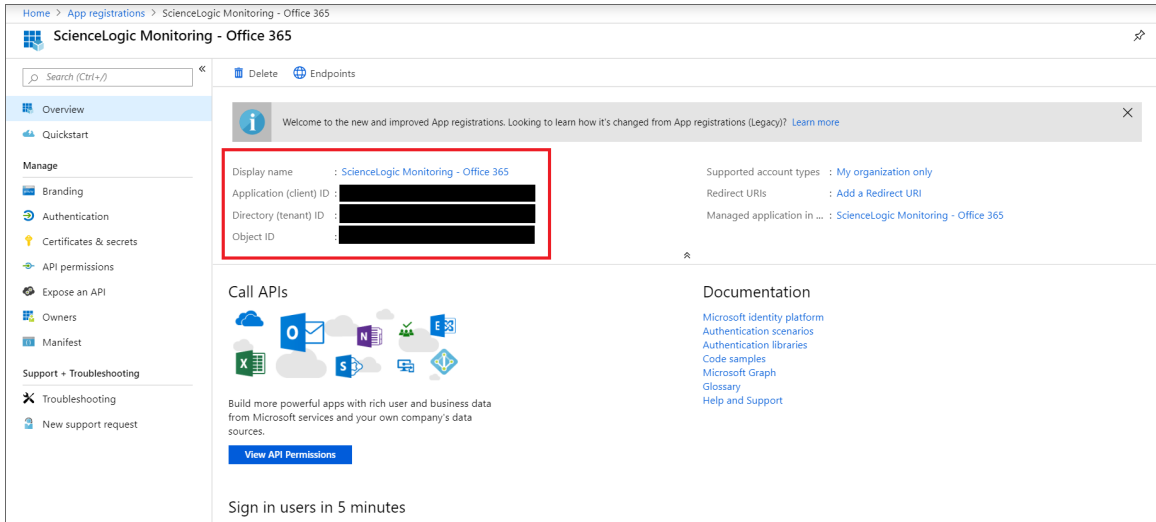 Home > App registrations > ScienceLogic Monitoring - Office 365
ScienceLogic Monitoring - Office 365
Search (Ctrl+/)
«
Overview
Quickstart
Manage
Branding
Authentication
Certificates & secrets
API permissions
Expose an API
Owners
Manifest
Support + Troubleshooting
Troubleshooting
New support request
Delete Endpoints
Welcome to the new and improved App registrations. Looking to learn how it's changed from App registrations (Legacy)? Learn more
Display name : ScienceLogic Monitoring - Office 365
Application (client) ID :
Directory (tenant) ID :
Object ID :
Supported account types : My organization only
Redirect URIs : Add a Redirect URI
Managed application in ... : ScienceLogic Monitoring - Office 365
Call APIs
Build more powerful apps with rich user and business data
from Microsoft services and your own company's data
sources.
View API Permissions
Documentation
Microsoft identity platform
Authentication scenarios
Authentication libraries
Code samples
Microsoft Graph
Glossary
Help and Support
Sign in users in 5 minutes